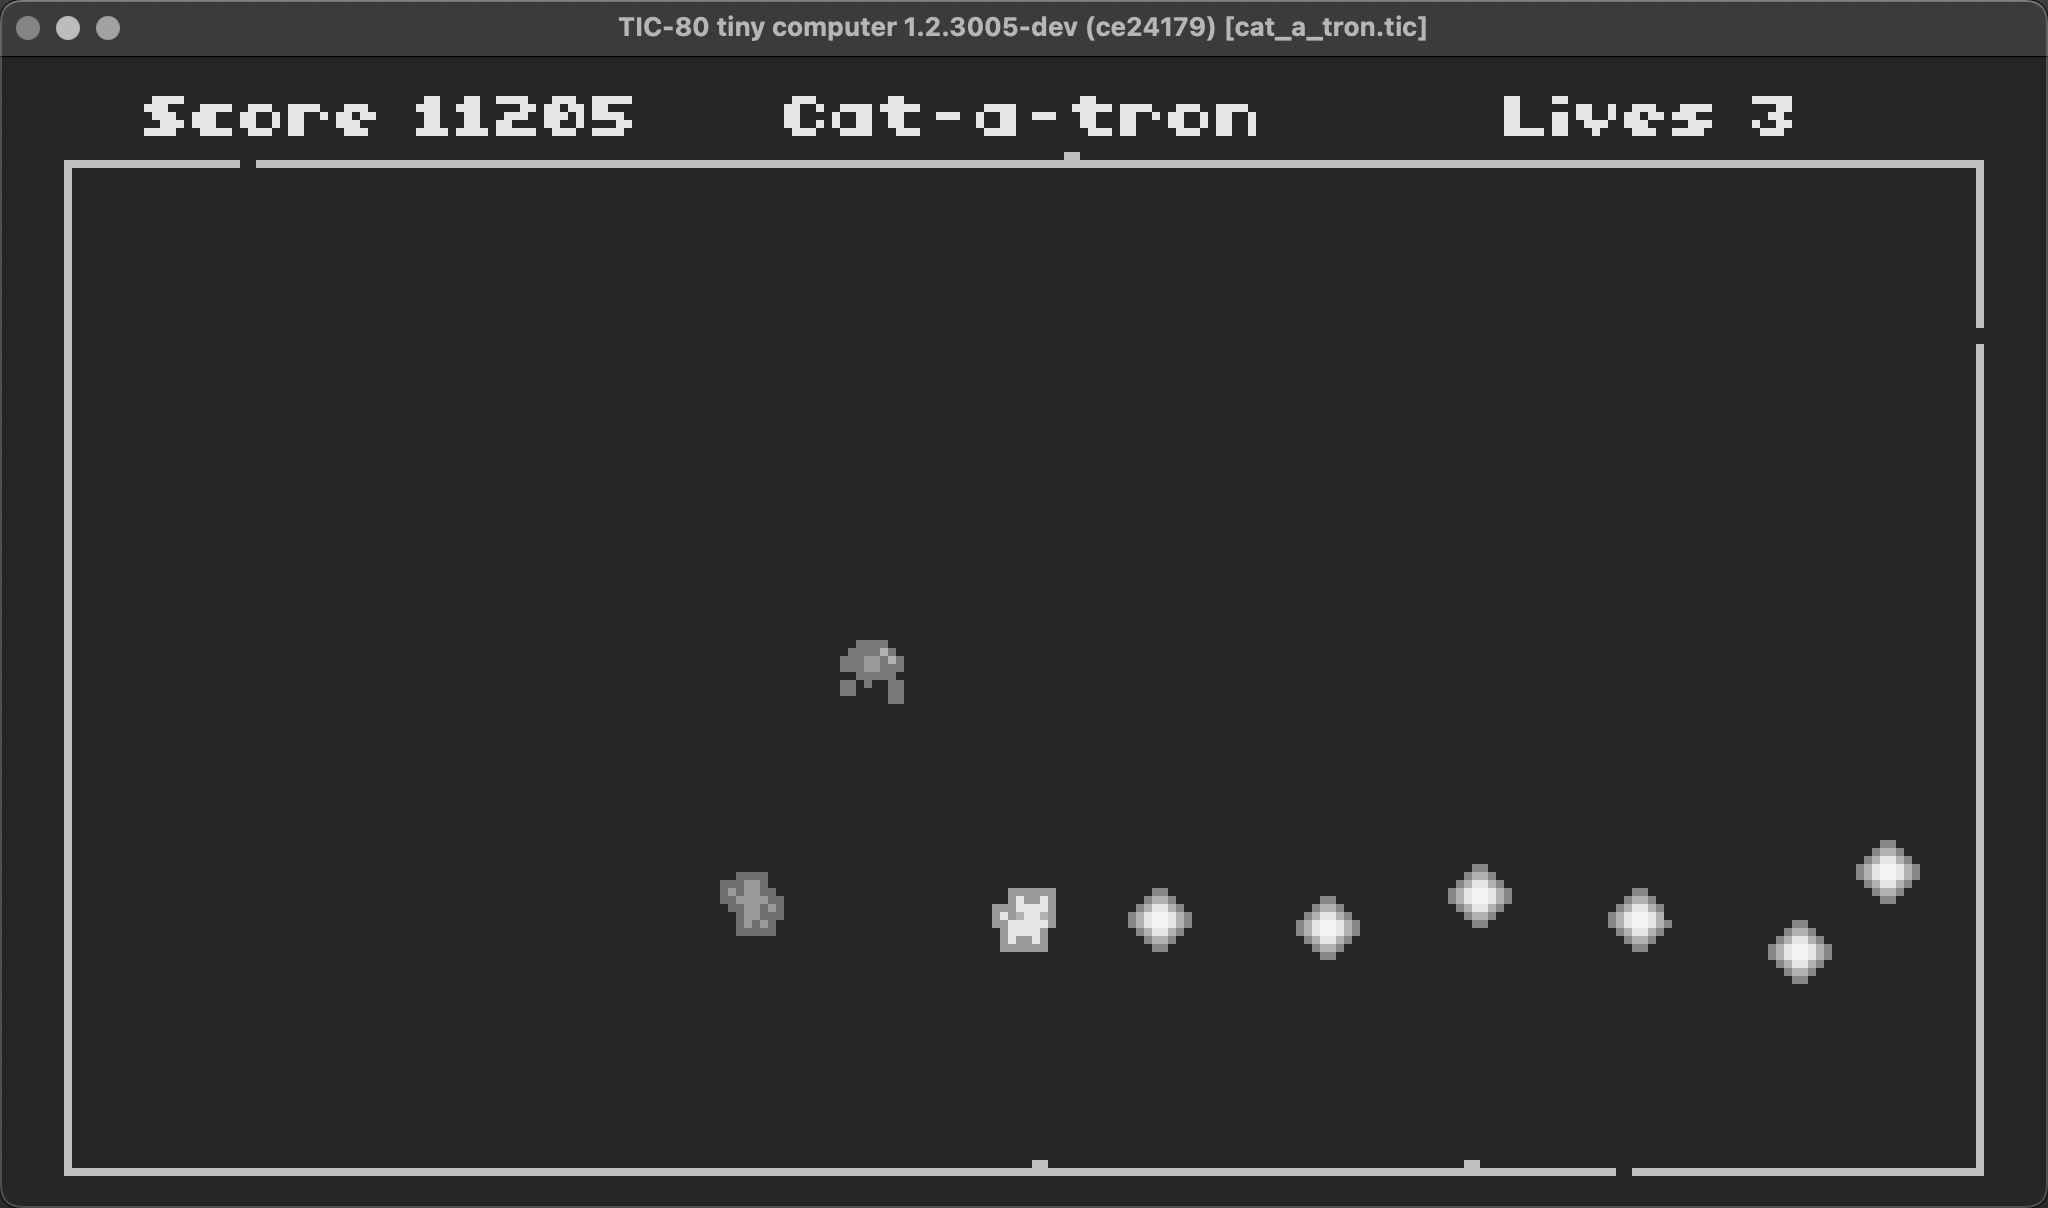 TIC-80 tiny computer 1.2.3005-dev (ce24179) [cat_a_tron.tic]
Score 11205 Cat-a-tron Lives 3